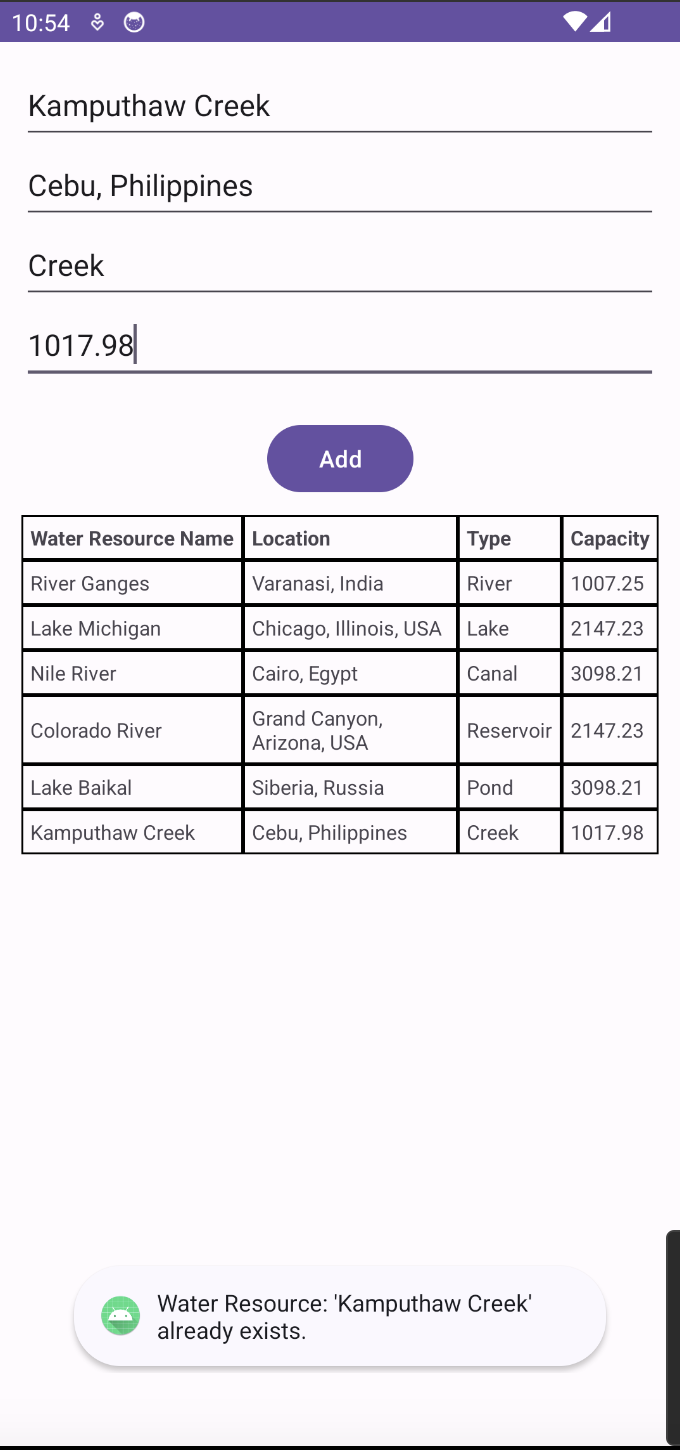 10:54
Kamputhaw Creek
Cebu, Philippines
Creek
1017.98
Add
Water Resource Name Location Type Capacity
River Ganges Varanasi, India River 1007.25
Lake Michigan Chicago, Illinois, USA Lake 2147.23
Nile River Cairo, Egypt Canal 3098.21
Colorado River Grand Canyon, Reservoir 2147.23
Arizona, USA
Lake Baikal Siberia, Russia Pond 3098.21
Kamputhaw Creek Cebu, Philippines Creek 1017.98
Water Resource: 'Kamputhaw Creek'
already exists.